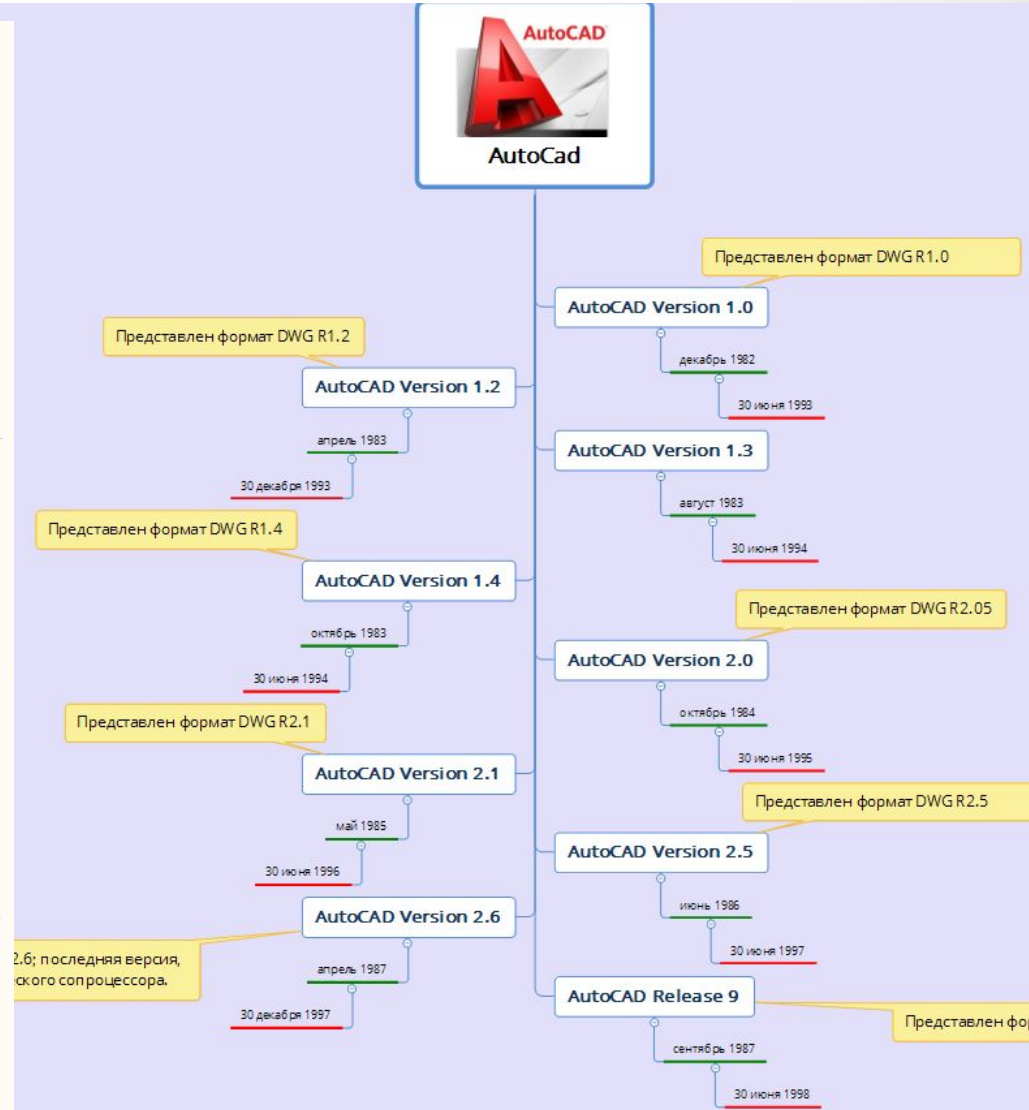 AutoCAD
AutoCad
Представлен формат DWG R1.0
AutoCAD Version 1.0
декабрь 1982
30 июня 1993
Представлен формат DWG R1.2
AutoCAD Version 1.2
апрель 1983
30 декабря 1993
AutoCAD Version 1.3
август 1983
30 июня 1994
Представлен формат DWG R1.4
AutoCAD Version 1.4
октябрь 1983
30 июня 1994
Представлен формат DWG R2.05
AutoCAD Version 2.0
октябрь 1984
30 июня 1995
Представлен формат DWG R2.1
AutoCAD Version 2.1
май 1985
30 июня 1996
Представлен формат DWG R2.5
AutoCAD Version 2.5
июнь 1986
30 июня 1997
AutoCAD Version 2.6
2.6; последняя версия,
еского сопроцессора.
апрель 1987
30 декабря 1997
AutoCAD Release 9
Представлен фор
сентябрь 1987
30 июня 1998